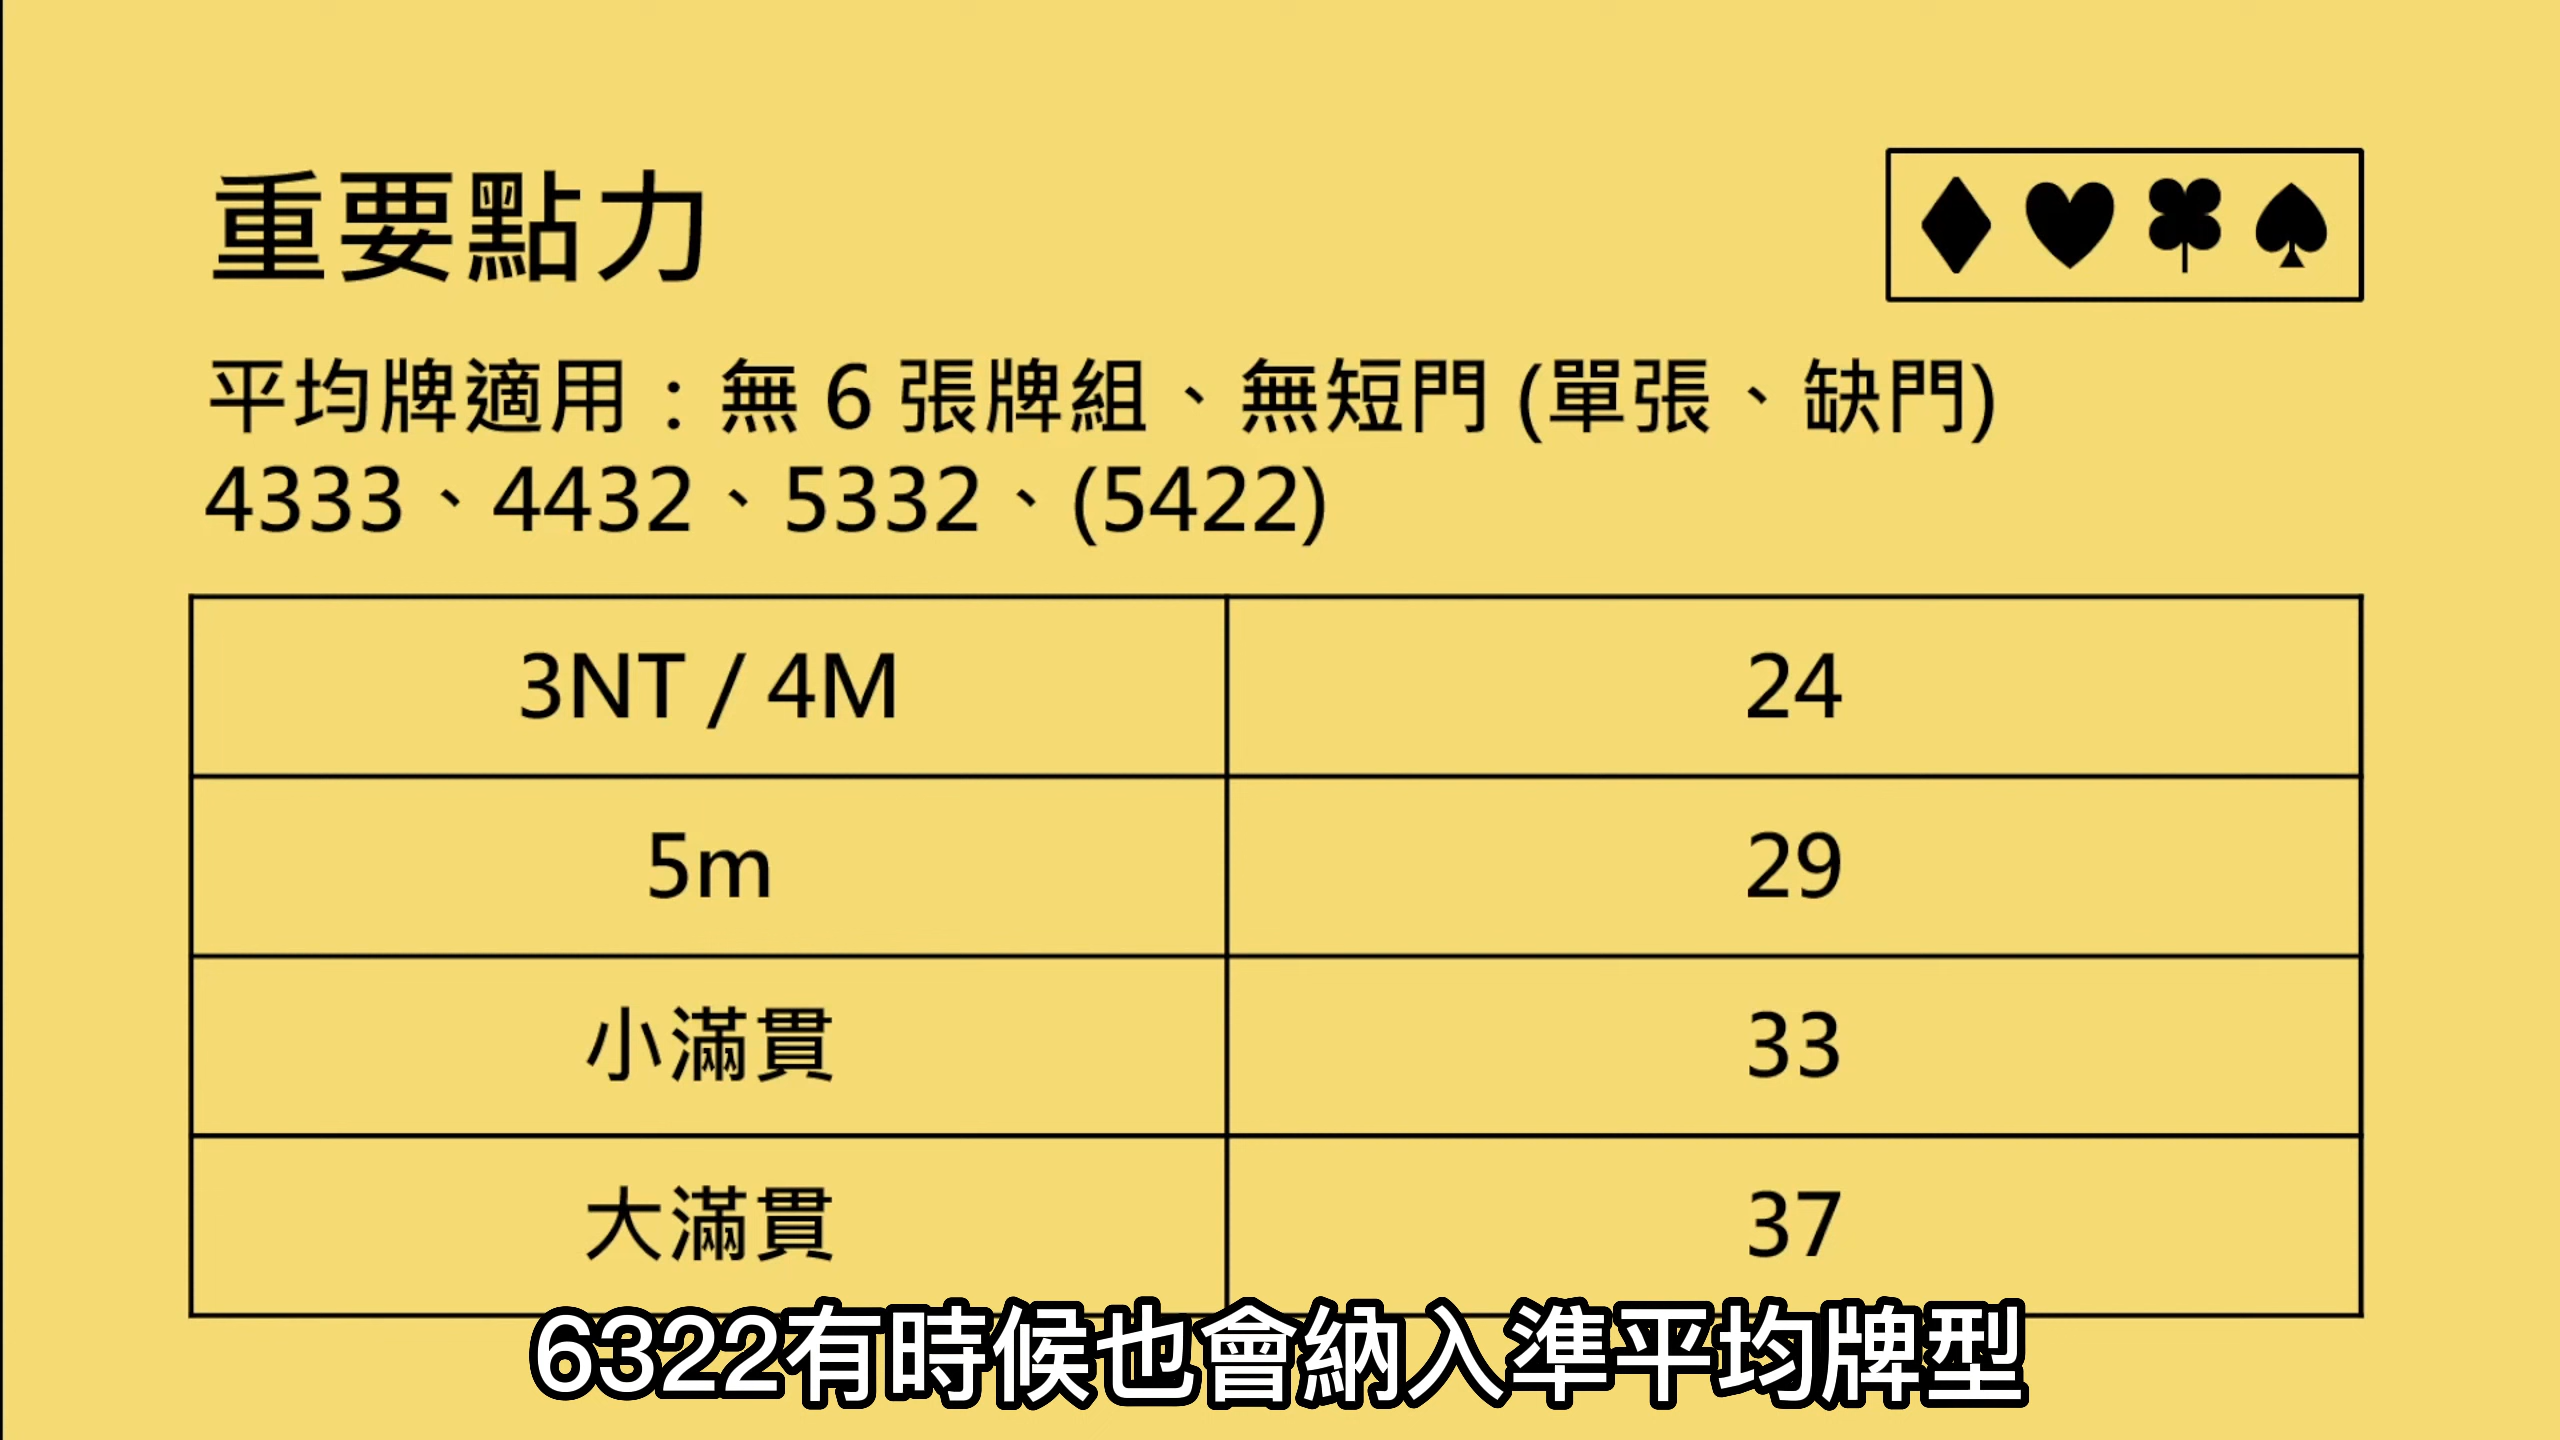 重要點力
平均牌適用：無 6 張牌組、無短門 (單張、缺門)
4333、4432、5332、(5422)
3NT / 4M 24
5m 29
小滿貫 33
大滿貫 37
6322有時候也會納入準平均牌型